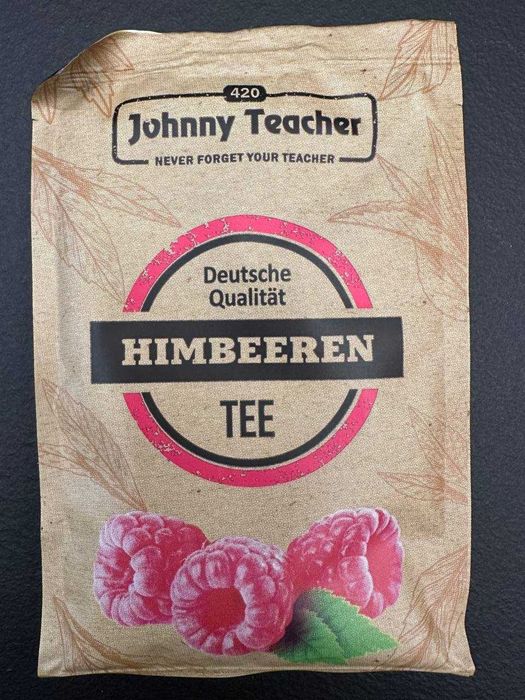 420
Johnny Teacher
NEVER FORGET YOUR TEACHER
Deutsche
Qualität
HIMBEEREN
TEE